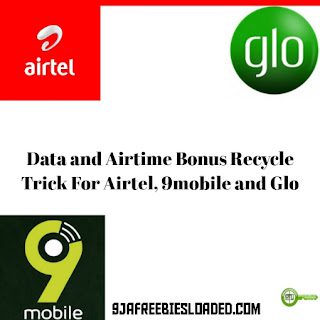 airtel
glo
Data and Airtime Bonus Recycle
Trick For Airtel, 9mobile and Glo
9
mobile
9JAFREEBIESLOADED.COM